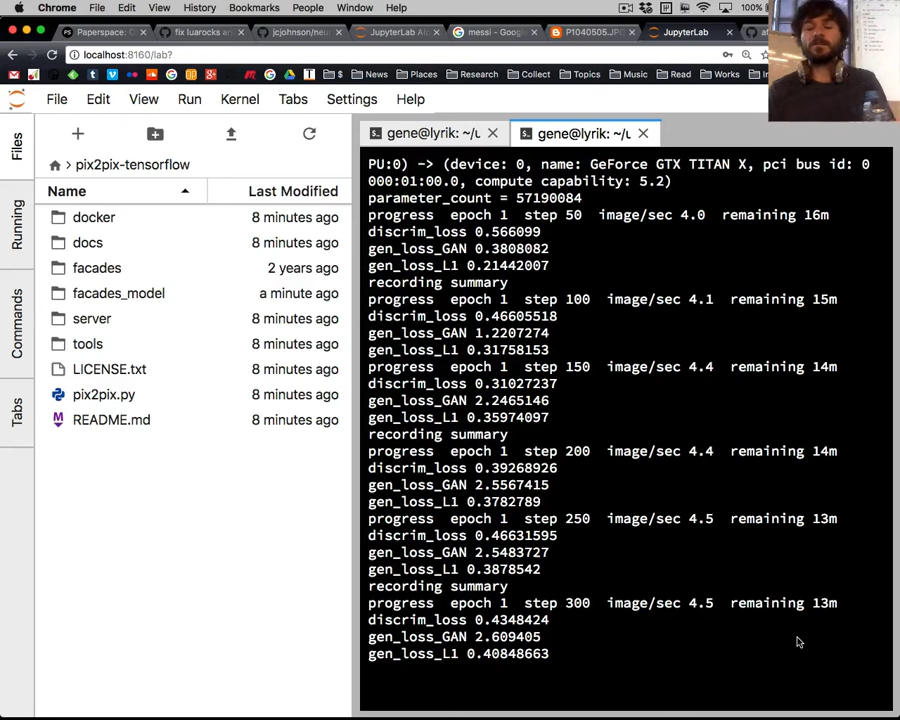 Chrome File Edit View History Bookmarks People Window Help 100%
Paperspace: C
fix luarocks an
jcjohnson/neu
JupyterLab Al
messi - Google
P1040505.JPG
JupyterLab
localhost:8160/lab?
$ News Places Research Collect Topics Music Read Works
File Edit View Run Kernel Tabs Settings Help
Files
Running
Commands
Tabs
pix2pix-tensorflow
Name Last Modified
docker 8 minutes ago
docs 8 minutes ago
facades 2 years ago
facades_model a minute ago
server 8 minutes ago
tools 8 minutes ago
LICENSE.txt 8 minutes ago
pix2pix.py 8 minutes ago
README.md 8 minutes ago
gene@lyrik: ~/u
gene@lyrik: ~/u
PU:0) -> (device: 0, name: GeForce GTX TITAN X, pci bus id: 0
000:01:00.0, compute capability: 5.2)
parameter_count = 57190084
progress epoch 1 step 50 image/sec 4.0 remaining 16m
discrim_loss 0.566099
gen_loss_GAN 0.3808082
gen_loss_L1 0.21442007
recording summary
progress epoch 1 step 100 image/sec 4.1 remaining 15m
discrim_loss 0.46605518
gen_loss_GAN 1.2207274
gen_loss_L1 0.31758153
progress epoch 1 step 150 image/sec 4.4 remaining 14m
discrim_loss 0.31027237
gen_loss_GAN 2.2465146
gen_loss_L1 0.35974097
recording summary
progress epoch 1 step 200 image/sec 4.4 remaining 14m
discrim_loss 0.39268926
gen_loss_GAN 2.5567415
gen_loss_L1 0.3782789
progress epoch 1 step 250 image/sec 4.5 remaining 13m
discrim_loss 0.46631595
gen_loss_GAN 2.5483727
gen_loss_L1 0.3878542
recording summary
progress epoch 1 step 300 image/sec 4.5 remaining 13m
discrim_loss 0.4348424
gen_loss_GAN 2.609405
gen_loss_L1 0.40848663